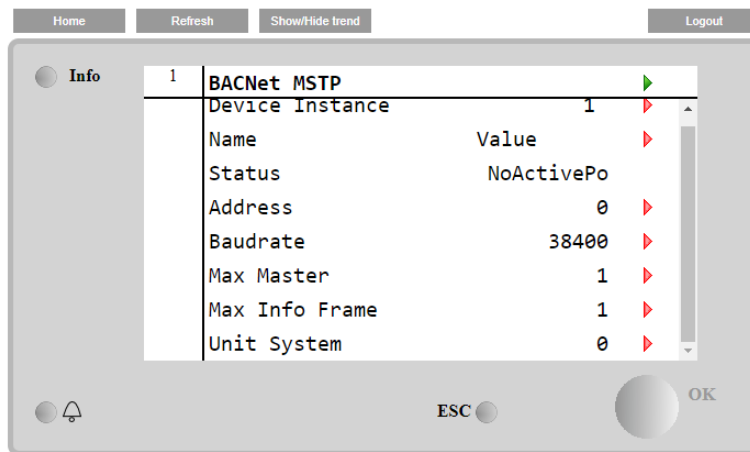 Home Refresh Show/Hide trend Logout
Info
1 BACNet MSTP
Device Instance 1
Name Value
Status NoActivePo
Address 0
Baudrate 38400
Max Master 1
Max Info Frame 1
Unit System 0
ESC OK